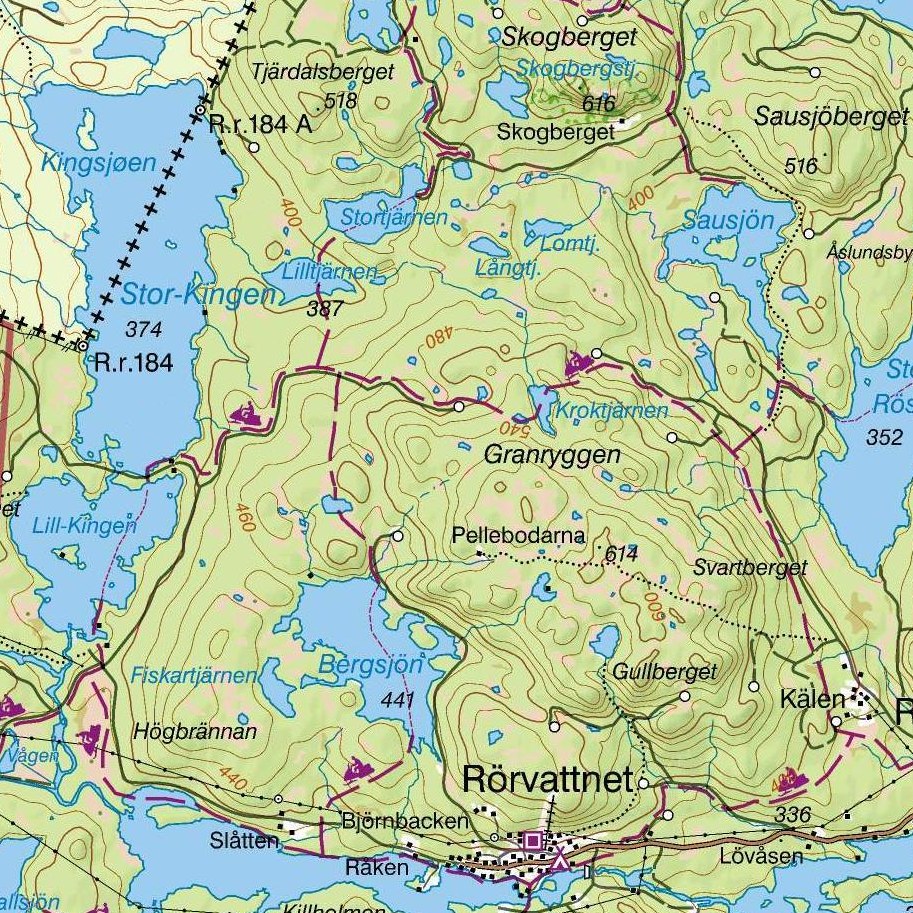 Skogberget
Tjärdalsberget
Skogbergstj.
518
616
R.r.184 A
Skogberget
Sausjöberget
Kingsjøen
516
400
400
Stortjärnen
Sausjön
Lomtj.
Långtj.
Åslundsby
Lilltjärnen
Stor-Kingen
387
374
480
R.r.184
Kroktjärnen
540
352
Granryggen
460
Lill-Kingen
Pellebodarna
614
Svartberget
600
Bergsjön
Fiskartjärnen
Gullberget
441
Kälen
Högbrännan
Vågen
440
Rörvattnet
336
Björnbacken
Slåtten
Råken
Lövåsen
Killholmen